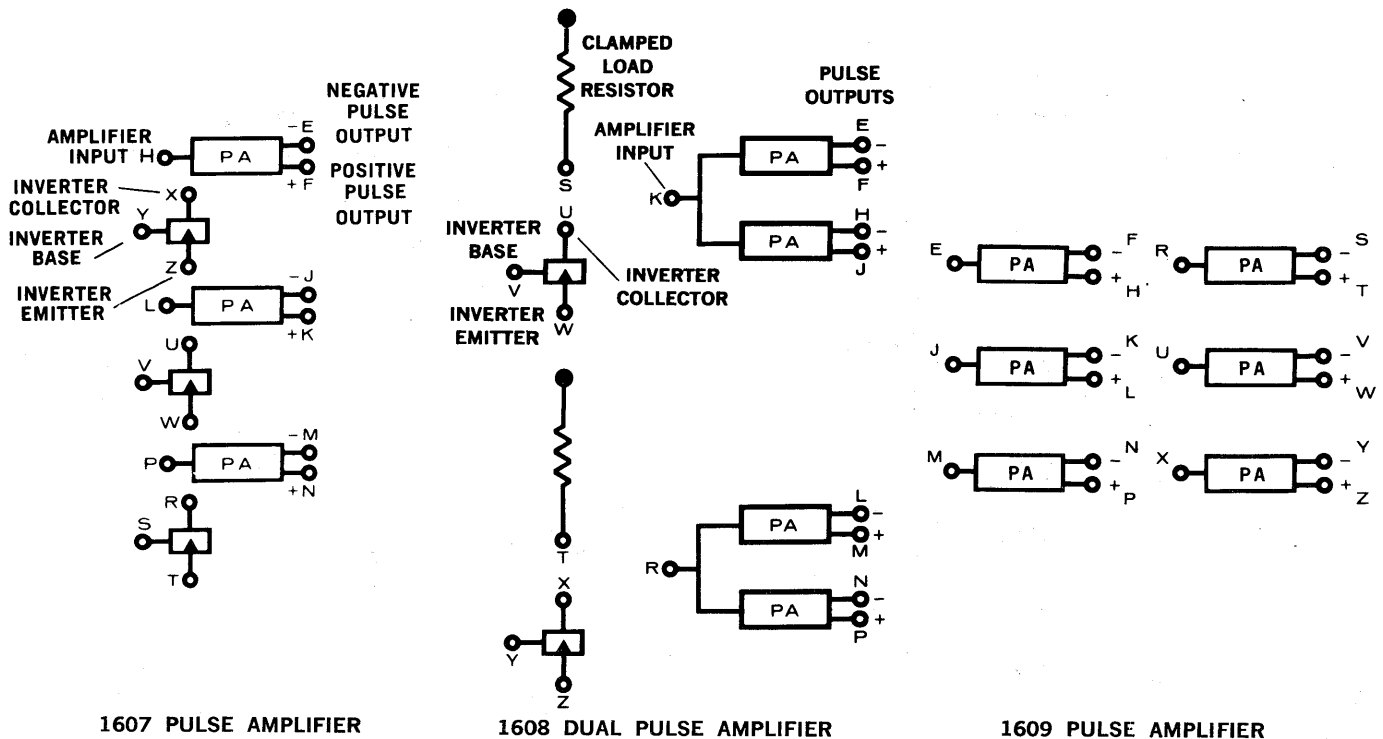 NEGATIVE
PULSE
OUTPUT
AMPLIFIER
INPUT H
PA
- E
+ F
POSITIVE
PULSE
OUTPUT
INVERTER
COLLECTOR
X
Y
INVERTER
BASE
Z
INVERTER
EMITTER
L
PA
- J
+ K
U
V
W
P
PA
- M
+ N
R
S
T
1607 PULSE AMPLIFIER
CLAMPED
LOAD
RESISTOR
S
U
INVERTER
BASE
V
INVERTER
COLLECTOR
INVERTER
EMITTER
W
AMPLIFIER
INPUT
K
PULSE
OUTPUTS
PA
E
-
+
F
PA
H
-
+
J
T
X
Y
Z
R
PA
L
-
+
M
PA
N
-
+
P
1608 DUAL PULSE AMPLIFIER
E
PA
- F
+ H
R
PA
- S
+ T
J
PA
- K
+ L
U
PA
- V
+ W
M
PA
- N
+ P
X
PA
- Y
+ Z
1609 PULSE AMPLIFIER